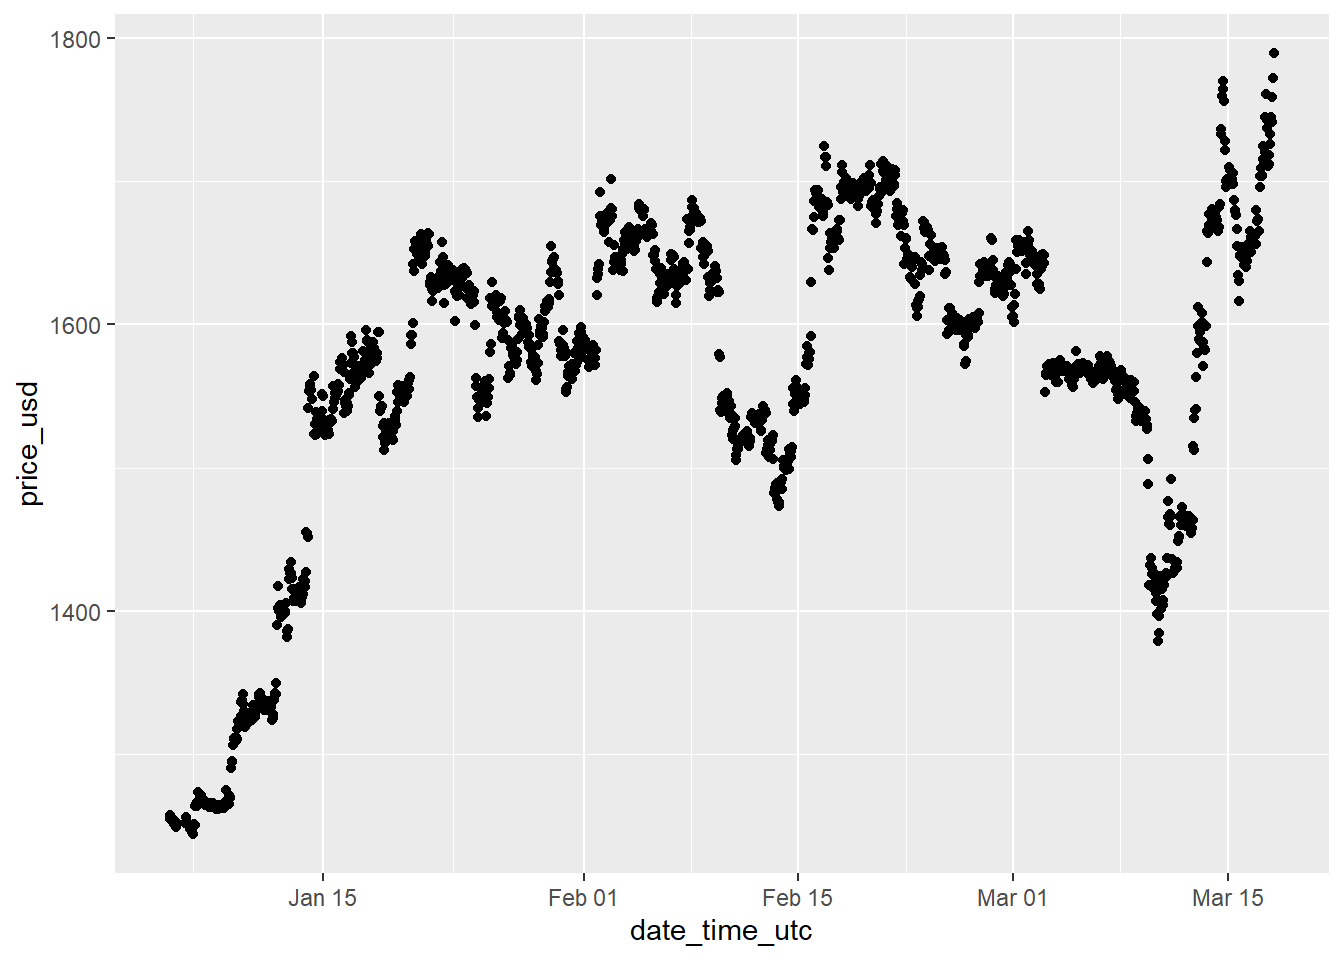 1800
1600
1400
price_usd
Jan 15
Feb 01
Feb 15
Mar 01
Mar 15
date_time_utc